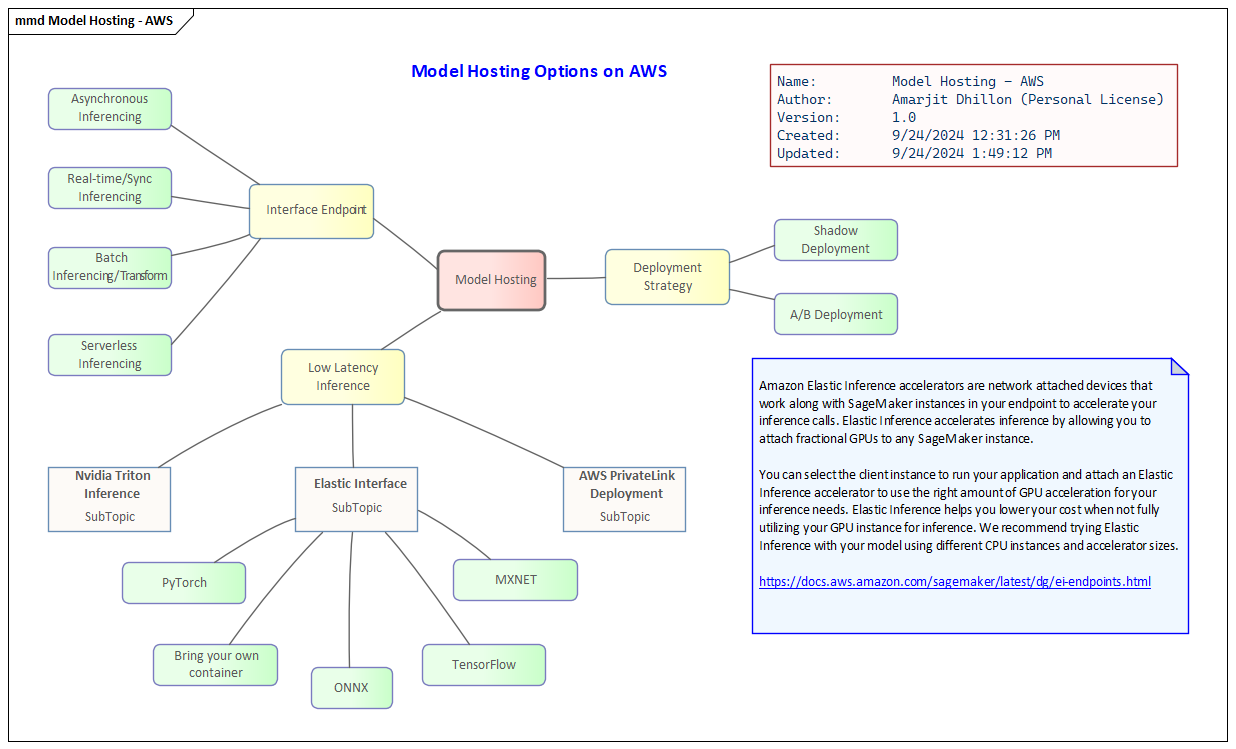 mmd Model Hosting - AWS
Model Hosting Options on AWS
Name: Model Hosting - AWS
Author: Amarjit Dhillon (Personal License)
Version: 1.0
Created: 9/24/2024 12:31:26 PM
Updated: 9/24/2024 1:49:12 PM
Asynchronous
Inferencing
Real-time/Sync
Inferencing
Batch
Inferencing/Transform
Serverless
Inferencing
Interface Endpoint
Model Hosting
Deployment
Strategy
Shadow
Deployment
A/B Deployment
Low Latency
Inference
Nvidia Triton
Inference
SubTopic
Elastic Interface
SubTopic
AWS PrivateLink
Deployment
SubTopic
PyTorch
Bring your own
container
ONNX
TensorFlow
MXNET
Amazon Elastic Inference accelerators are network attached devices that
work along with SageMaker instances in your endpoint to accelerate your
inference calls. Elastic Inference accelerates inference by allowing you to
attach fractional GPUs to any SageMaker instance.
You can select the client instance to run your application and attach an Elastic
Inference accelerator to use the right amount of GPU acceleration for your
inference needs. Elastic Inference helps you lower your cost when not fully
utilizing your GPU instance for inference. We recommend trying Elastic
Inference with your model using different CPU instances and accelerator sizes.
https://docs.aws.amazon.com/sagemaker/latest/dg/ei-endpoints.html